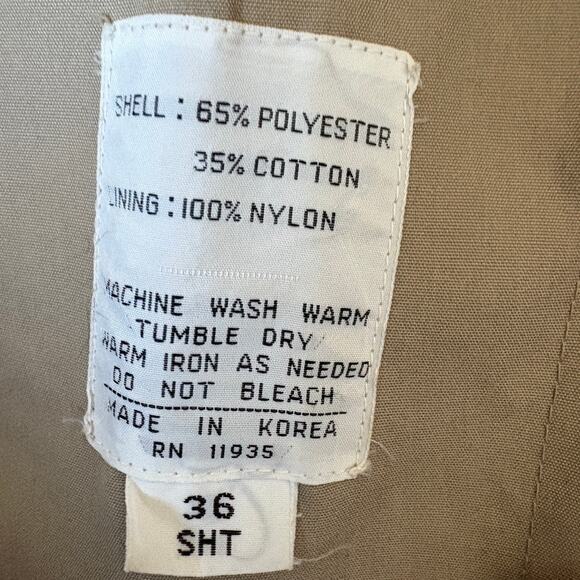 SHELL : 65% POLYESTER
35% COTTON
LINING : 100% NYLON
MACHINE WASH WARM
TUMBLE DRY
WARM IRON AS NEEDED
DO NOT BLEACH
MADE IN KOREA
RN 11935
36
SHT